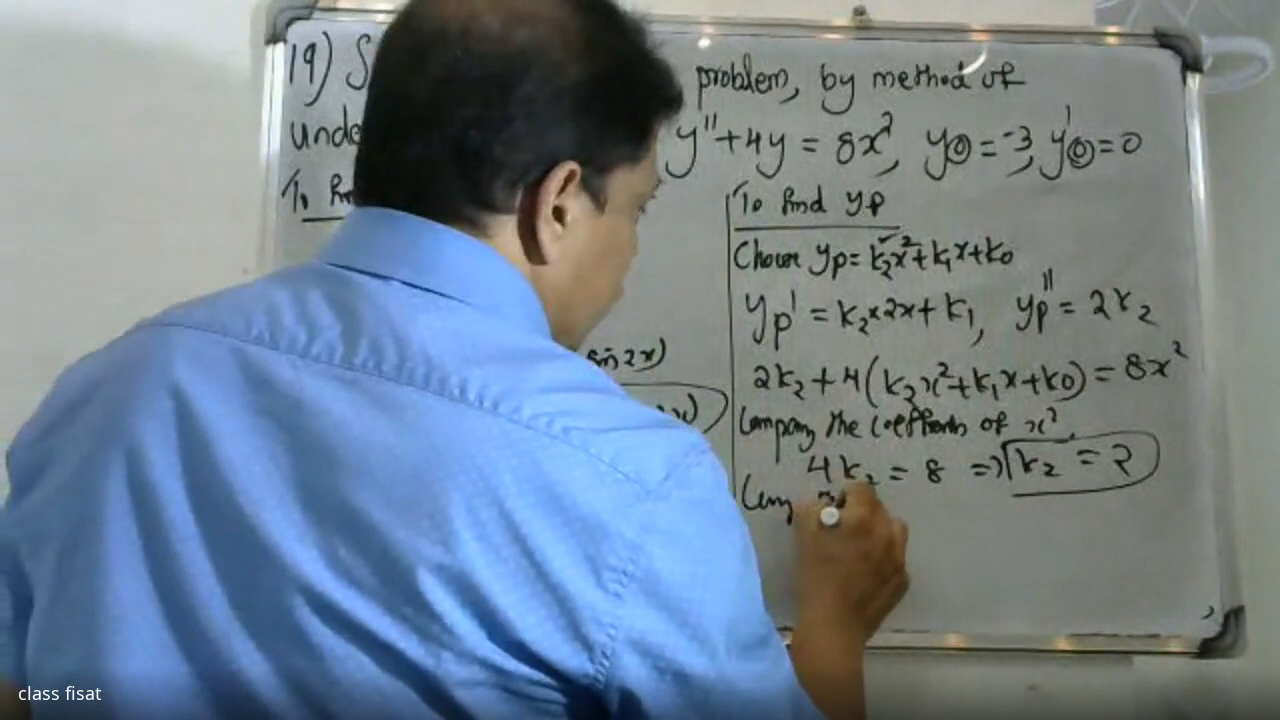 19) S problem, by method of
unde y''+4y = 8x², y(0) = -3, y'(0) = 0
To
sin 2x)
x)
To find yp
Choose yp = k₂x²+k₁x+k₀
yp' = k₂×2x+k₁, yp'' = 2k₂
2k₂+4(k₂x²+k₁x+k₀) = 8x²
Comparing the coefficients of x²,
4k₂ = 8 ⇒ k₂ = 2
class fisat